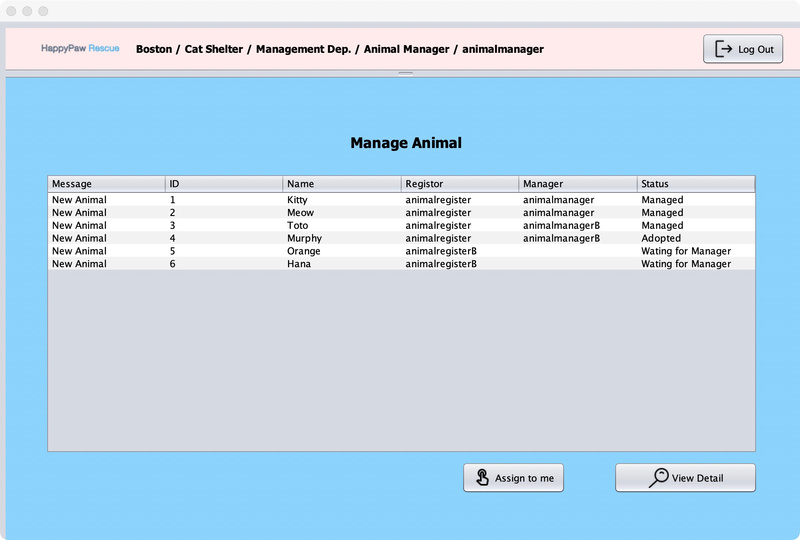 HappyPaw Rescue Boston / Cat Shelter / Management Dep. / Animal Manager / animalmanager Log Out
Manage Animal
Message ID Name Registor Manager Status
New Animal 1 Kitty animalregister animalmanager Managed
New Animal 2 Meow animalregister animalmanager Managed
New Animal 3 Toto animalregister animalmanagerB Managed
New Animal 4 Murphy animalregister animalmanagerB Adopted
New Animal 5 Orange animalregisterB Wating for Manager
New Animal 6 Hana animalregisterB Wating for Manager
Assign to me View Detail